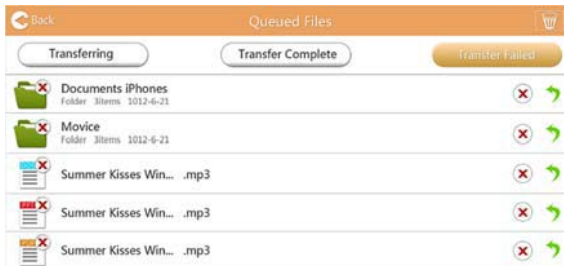 Back Queued Files
Transferring Transfer Complete Transfer Failed
Documents iPhones
Folder 3items 1012-6-21
Movice
Folder 3items 1012-6-21
Summer Kisses Win... .mp3
Summer Kisses Win... .mp3
Summer Kisses Win... .mp3